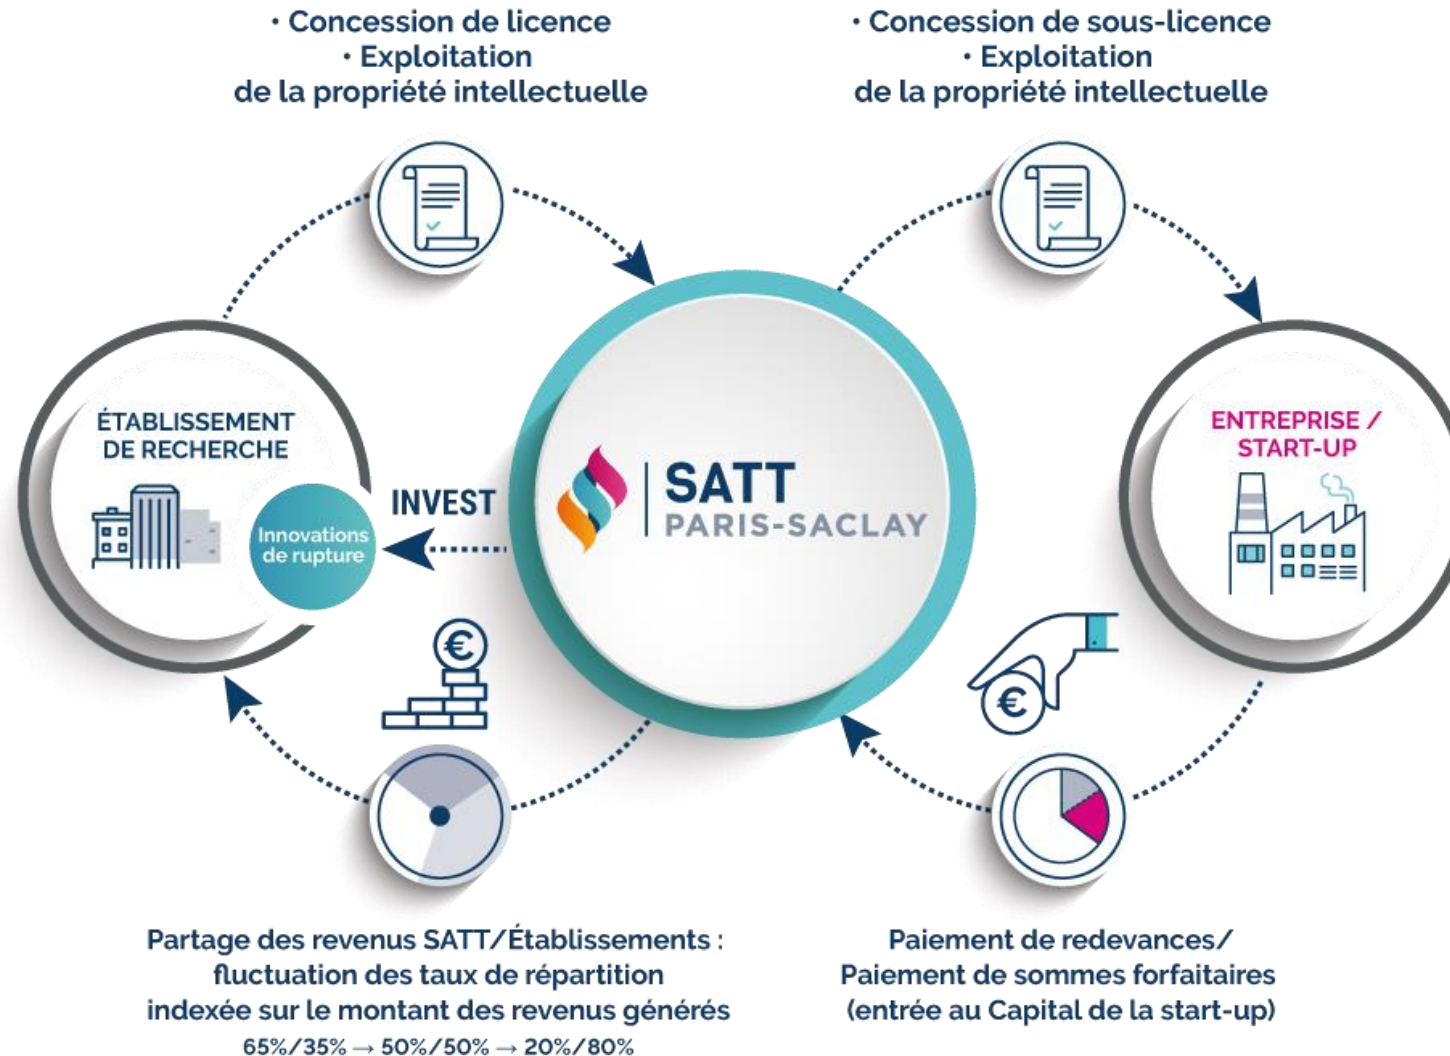 • Concession de licence
• Exploitation
de la propriété intellectuelle
• Concession de sous-licence
• Exploitation
de la propriété intellectuelle
ÉTABLISSEMENT
DE RECHERCHE
Innovations
de rupture
INVEST
SATT
PARIS-SACLAY
ENTREPRISE /
START-UP
€
€
Partage des revenus SATT/Établissements :
fluctuation des taux de répartition
indexée sur le montant des revenus générés
65%/35% → 50%/50% → 20%/80%
Paiement de redevances/
Paiement de sommes forfaitaires
(entrée au Capital de la start-up)